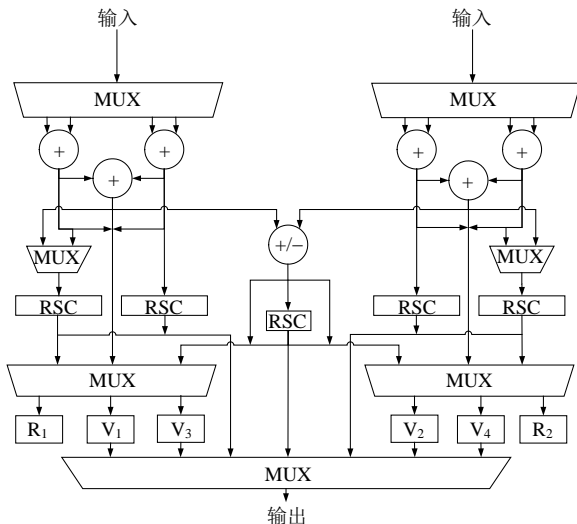 输入 输入
MUX MUX
+ + + +
+ +
+/−
MUX MUX
RSC RSC RSC RSC RSC
MUX MUX
R₁ V₁ V₃ V₂ V₄ R₂
MUX
输出